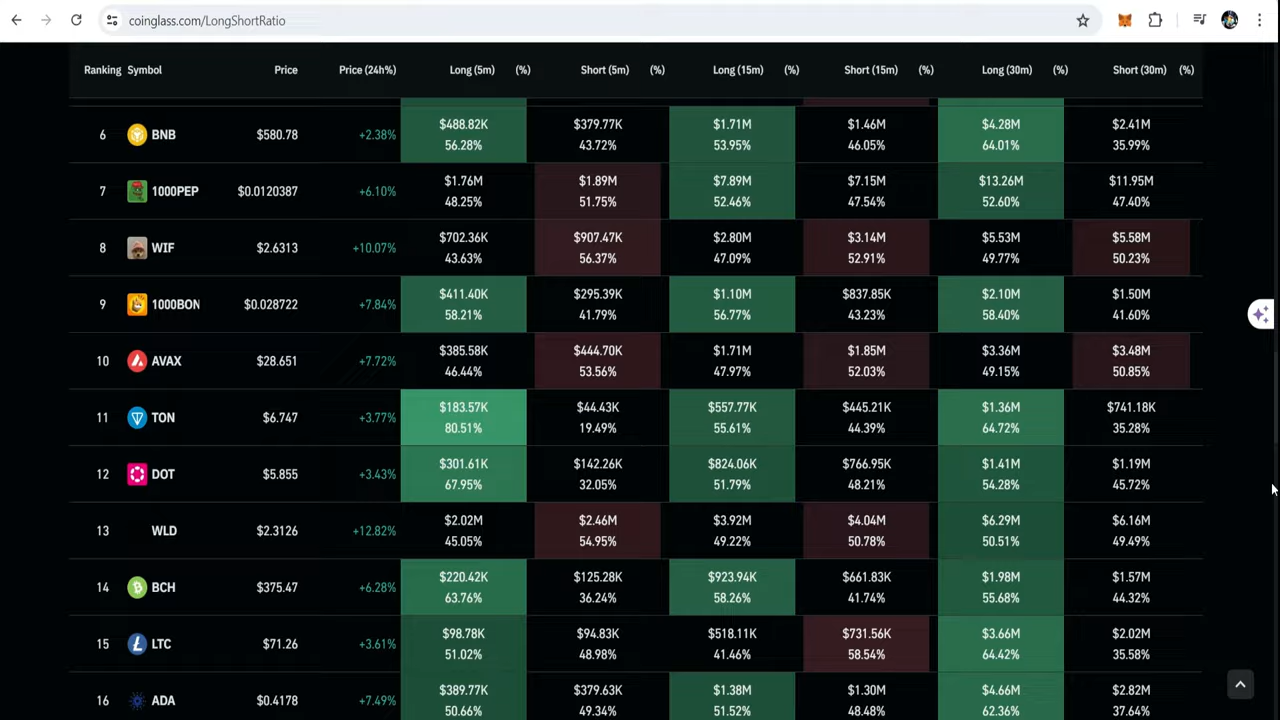 coinglass.com/LongShortRatio
Ranking Symbol Price Price (24h%) Long (5m) (%) Short (5m) (%) Long (15m) (%) Short (15m) (%) Long (30m) (%) Short (30m) (%)
$488.82K $379.77K $1.71M $1.46M $4.28M $2.41M
6 BNB $580.78 +2.38%
56.28% 43.72% 53.95% 46.05% 64.01% 35.99%
$1.76M $1.89M $7.89M $7.15M $13.26M $11.95M
7 1000PEP $0.0120387 +6.10%
48.25% 51.75% 52.46% 47.54% 52.60% 47.40%
$702.36K $907.47K $2.80M $3.14M $5.53M $5.58M
8 WIF $2.6313 +10.07%
43.63% 56.37% 47.09% 52.91% 49.77% 50.23%
$411.40K $295.39K $1.10M $837.85K $2.10M $1.50M
9 1000BON $0.028722 +7.84%
58.21% 41.79% 56.77% 43.23% 58.40% 41.60%
$385.58K $444.70K $1.71M $1.85M $3.36M $3.48M
10 AVAX $28.651 +7.72%
46.44% 53.56% 47.97% 52.03% 49.15% 50.85%
$183.57K $44.43K $557.77K $445.21K $1.36M $741.18K
11 TON $6.747 +3.77%
80.51% 19.49% 55.61% 44.39% 64.72% 35.28%
$301.61K $142.26K $824.06K $766.95K $1.41M $1.19M
12 DOT $5.855 +3.43%
67.95% 32.05% 51.79% 48.21% 54.28% 45.72%
$2.02M $2.46M $3.92M $4.04M $6.29M $6.16M
13 WLD $2.3126 +12.82%
45.05% 54.95% 49.22% 50.78% 50.51% 49.49%
$220.42K $125.28K $923.94K $661.83K $1.98M $1.57M
14 BCH $375.47 +6.28%
63.76% 36.24% 58.26% 41.74% 55.68% 44.32%
$98.78K $94.83K $518.11K $731.56K $3.66M $2.02M
15 LTC $71.26 +3.61%
51.02% 48.98% 41.46% 58.54% 64.42% 35.58%
$389.77K $379.63K $1.38M $1.30M $4.66M $2.82M
16 ADA $0.4178 +7.49%
50.66% 49.34% 51.52% 48.48% 62.36% 37.64%